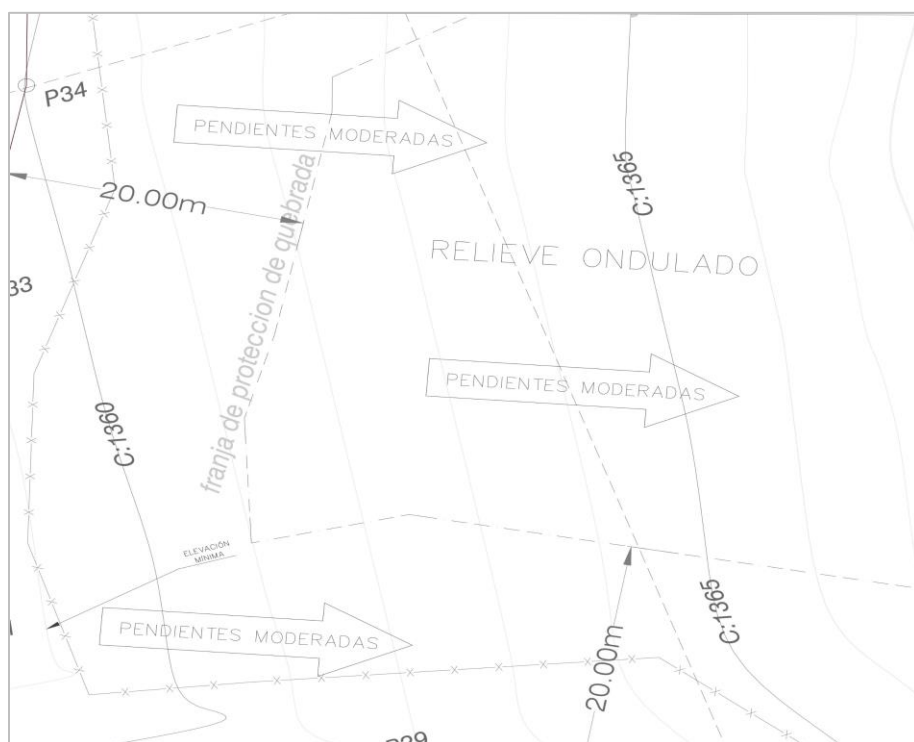 P34
PENDIENTES MODERADAS
20.00m
C:1365
franja de proteccion de quebrada
RELIEVE ONDULADO
33
PENDIENTES MODERADAS
C:1360
ELEVACIÓN
MÍNIMA
C:1365
PENDIENTES MODERADAS
20.00m
P29